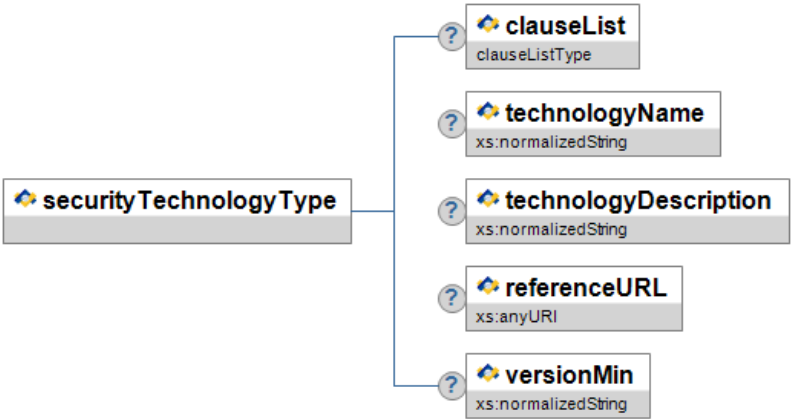 clauseList
clauseListType
?
technologyName
xs:normalizedString
?
securityTechnologyType
technologyDescription
xs:normalizedString
?
referenceURL
xs:anyURI
?
versionMin
xs:normalizedString
?